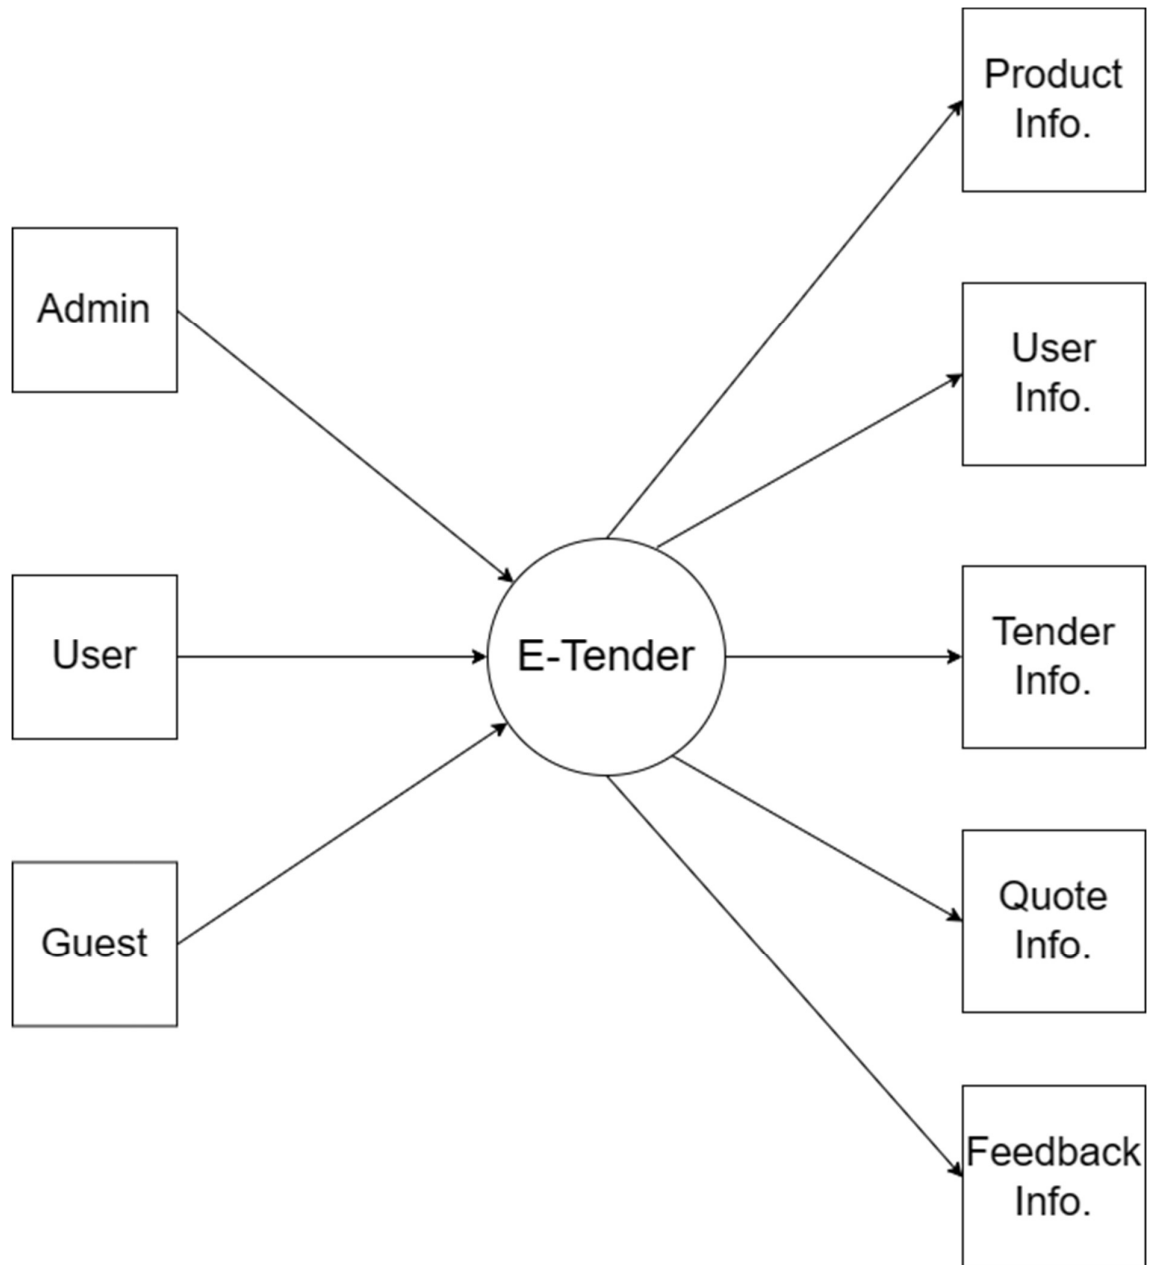 Admin
User
Guest
E-Tender
Product
Info.
User
Info.
Tender
Info.
Quote
Info.
Feedback
Info.